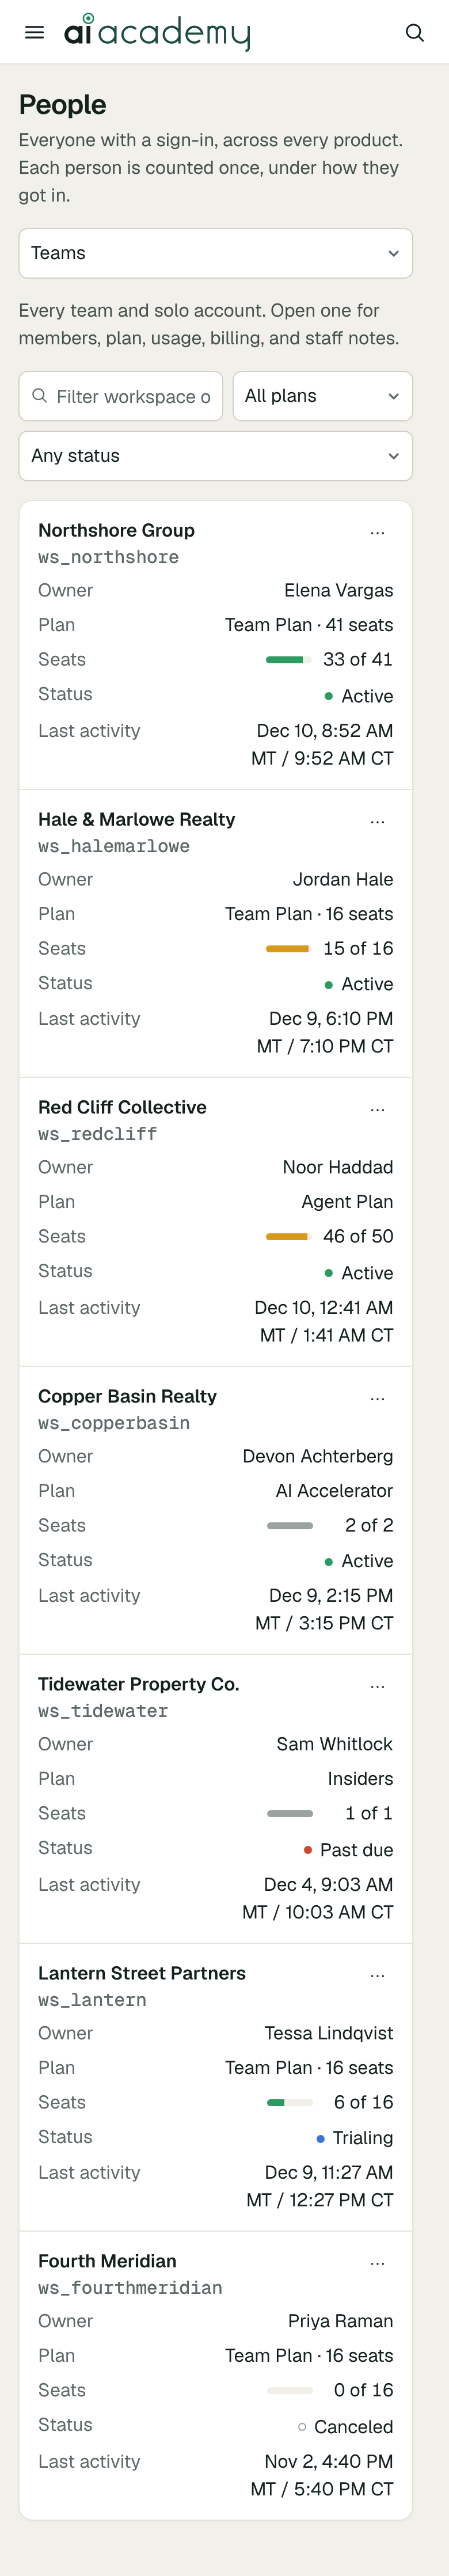 ai academy
People
Everyone with a sign-in, across every product.
Each person is counted once, under how they
got in.
Teams
Every team and solo account. Open one for
members, plan, usage, billing, and staff notes.
Filter workspace o
All plans
Any status
Northshore Group ...
ws_northshore
Owner Elena Vargas
Plan Team Plan · 41 seats
Seats 33 of 41
Status Active
Last activity Dec 10, 8:52 AM
MT / 9:52 AM CT
Hale & Marlowe Realty ...
ws_halemarlowe
Owner Jordan Hale
Plan Team Plan · 16 seats
Seats 15 of 16
Status Active
Last activity Dec 9, 6:10 PM
MT / 7:10 PM CT
Red Cliff Collective ...
ws_redcliff
Owner Noor Haddad
Plan Agent Plan
Seats 46 of 50
Status Active
Last activity Dec 10, 12:41 AM
MT / 1:41 AM CT
Copper Basin Realty ...
ws_copperbasin
Owner Devon Achterberg
Plan AI Accelerator
Seats 2 of 2
Status Active
Last activity Dec 9, 2:15 PM
MT / 3:15 PM CT
Tidewater Property Co. ...
ws_tidewater
Owner Sam Whitlock
Plan Insiders
Seats 1 of 1
Status Past due
Last activity Dec 4, 9:03 AM
MT / 10:03 AM CT
Lantern Street Partners ...
ws_lantern
Owner Tessa Lindqvist
Plan Team Plan · 16 seats
Seats 6 of 16
Status Trialing
Last activity Dec 9, 11:27 AM
MT / 12:27 PM CT
Fourth Meridian ...
ws_fourthmeridian
Owner Priya Raman
Plan Team Plan · 16 seats
Seats 0 of 16
Status Canceled
Last activity Nov 2, 4:40 PM
MT / 5:40 PM CT